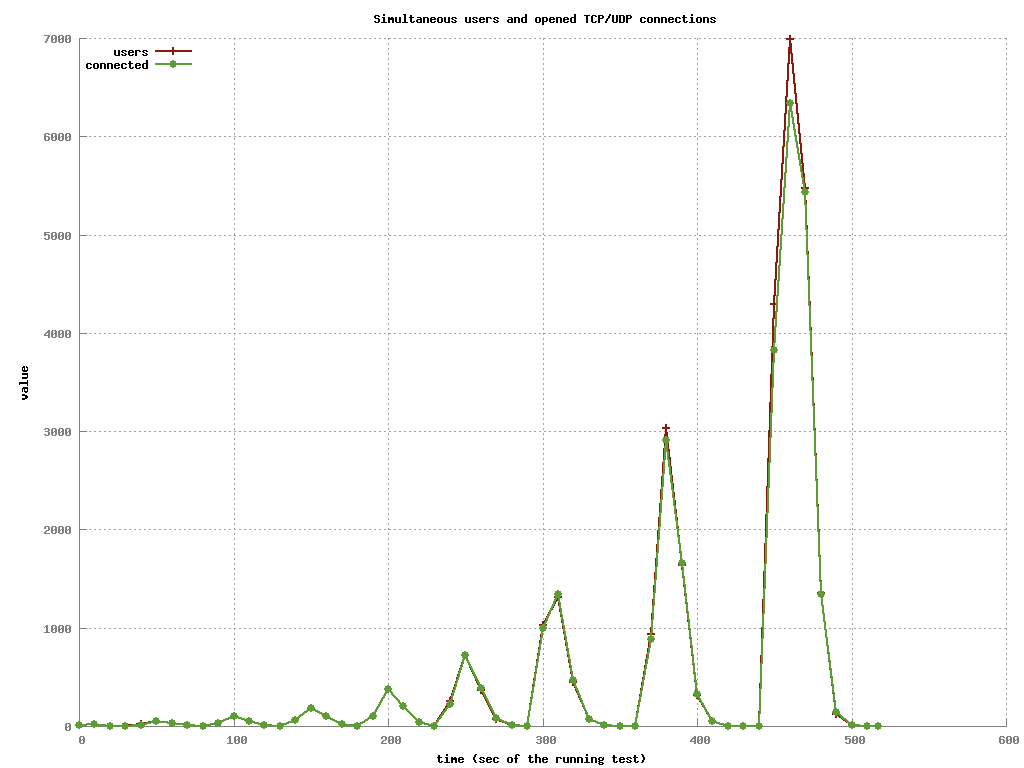 Simultaneous users and opened TCP/UDP connections
7000
users
connected
6000
5000
4000
value
3000
2000
1000
0
0 100 200 300 400 500 600
time (sec of the running test)